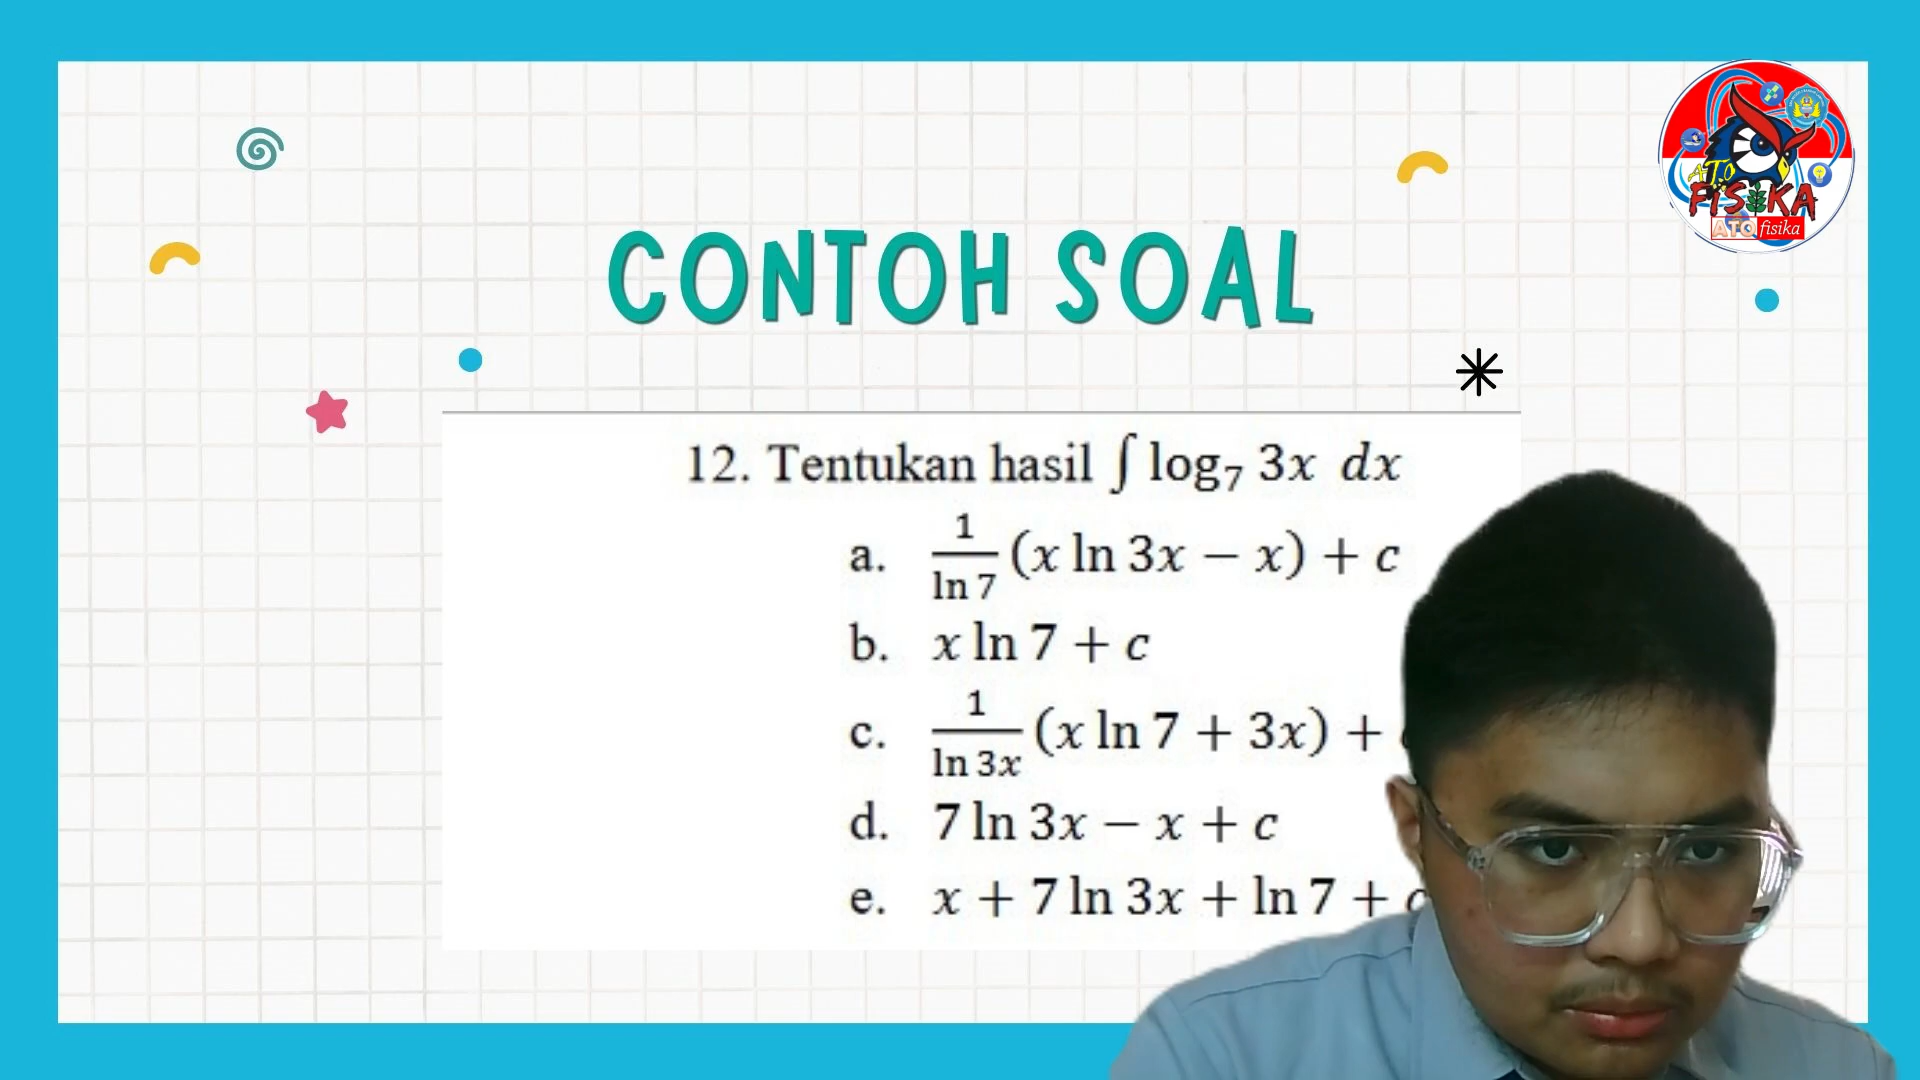 ATO
FISIKA
ATO fisika
CONTOH SOAL
12. Tentukan hasil ∫ log₇ 3x dx
a. 1/ln 7 (x ln 3x − x) + c
b. x ln 7 + c
c. 1/ln 3x (x ln 7 + 3x) +
d. 7 ln 3x − x + c
e. x + 7 ln 3x + ln 7 + c